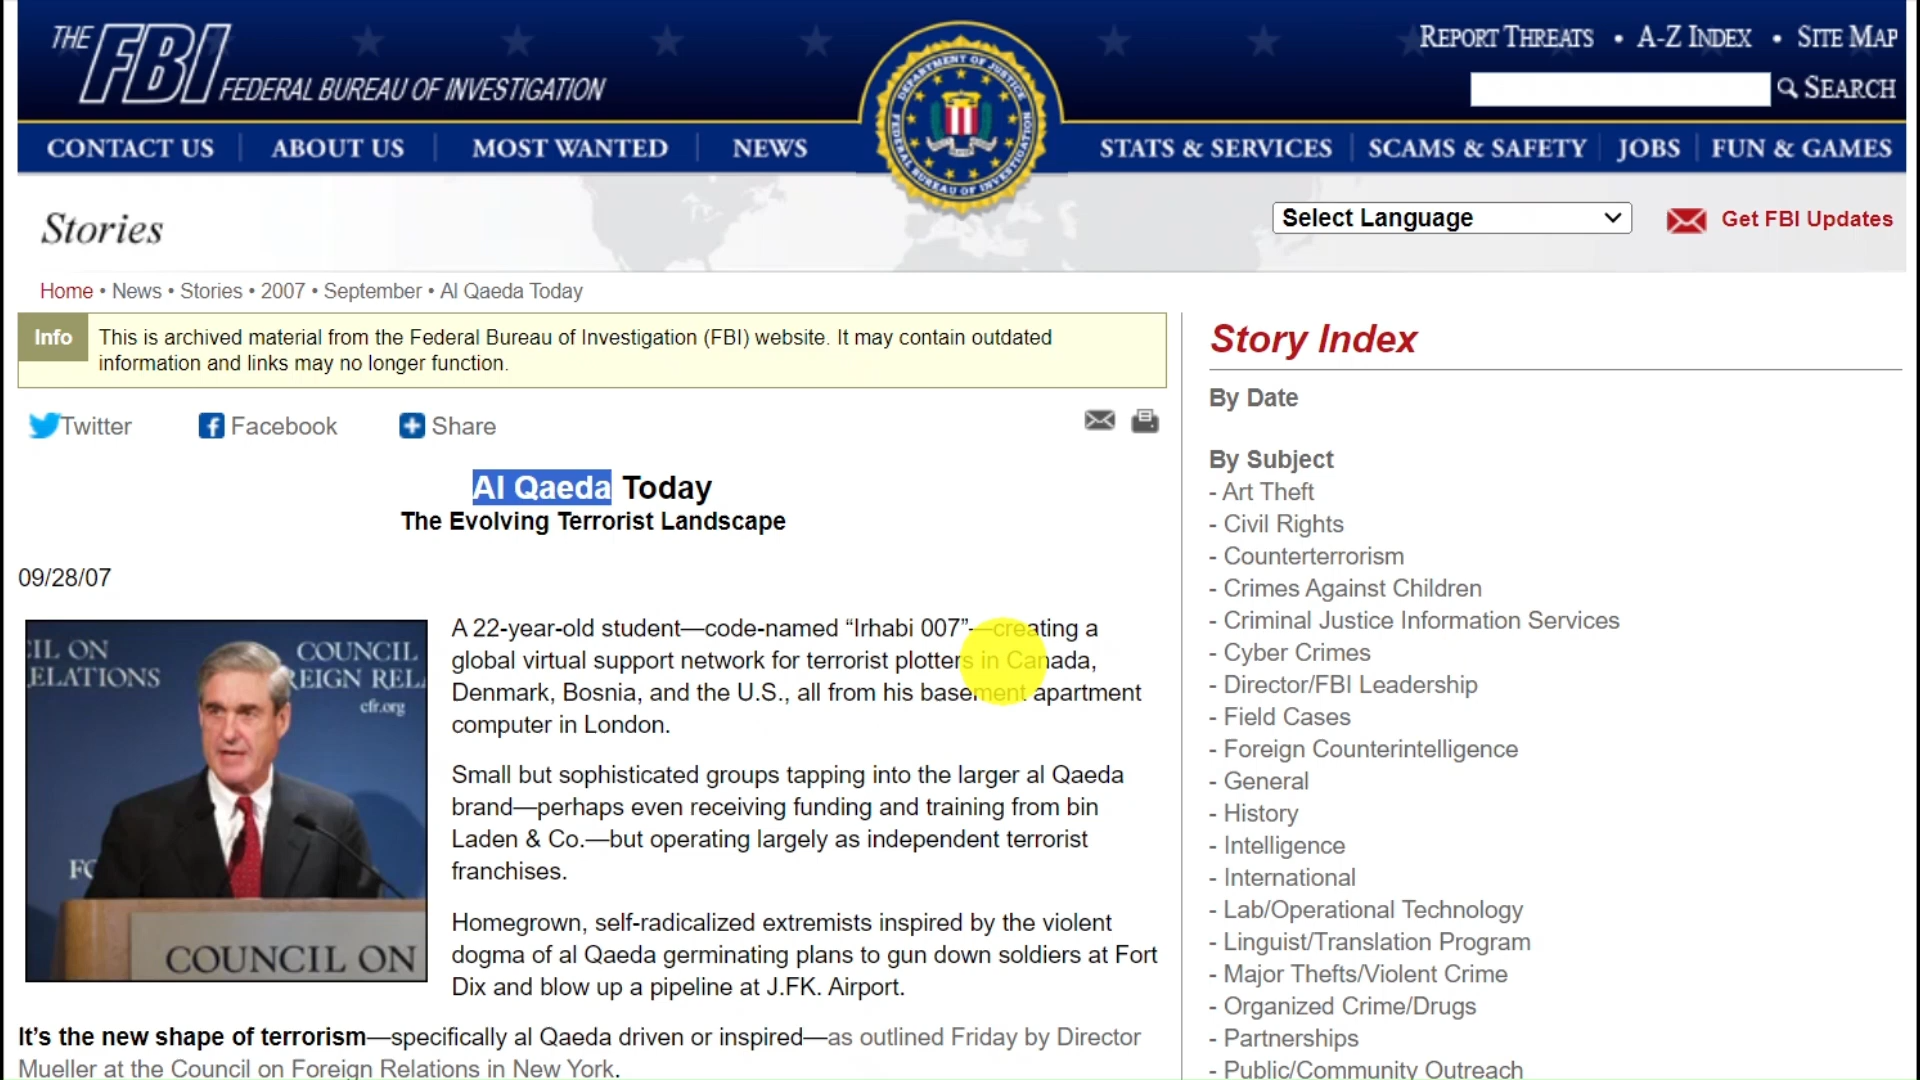 THE FBI FEDERAL BUREAU OF INVESTIGATION
REPORT THREATS • A-Z INDEX • SITE MAP
SEARCH
DEPARTMENT OF JUSTICE
FEDERAL BUREAU OF INVESTIGATION
CONTACT US
ABOUT US
MOST WANTED
NEWS
STATS & SERVICES
SCAMS & SAFETY
JOBS
FUN & GAMES
Stories
Select Language
Get FBI Updates
Home • News • Stories • 2007 • September • Al Qaeda Today
Info
This is archived material from the Federal Bureau of Investigation (FBI) website. It may contain outdated
information and links may no longer function.
Twitter
Facebook
Share
Al Qaeda Today
The Evolving Terrorist Landscape
09/28/07
CIL ON
ELATIONS
COUNCIL
REIGN REL
cfr.org
FO
COUNCIL ON
A 22-year-old student—code-named “Irhabi 007”—creating a
global virtual support network for terrorist plotters in Canada,
Denmark, Bosnia, and the U.S., all from his basement apartment
computer in London.
Small but sophisticated groups tapping into the larger al Qaeda
brand—perhaps even receiving funding and training from bin
Laden & Co.—but operating largely as independent terrorist
franchises.
Homegrown, self-radicalized extremists inspired by the violent
dogma of al Qaeda germinating plans to gun down soldiers at Fort
Dix and blow up a pipeline at J.FK. Airport.
It’s the new shape of terrorism—specifically al Qaeda driven or inspired—as outlined Friday by Director
Mueller at the Council on Foreign Relations in New York.
Story Index
By Date
By Subject
- Art Theft
- Civil Rights
- Counterterrorism
- Crimes Against Children
- Criminal Justice Information Services
- Cyber Crimes
- Director/FBI Leadership
- Field Cases
- Foreign Counterintelligence
- General
- History
- Intelligence
- International
- Lab/Operational Technology
- Linguist/Translation Program
- Major Thefts/Violent Crime
- Organized Crime/Drugs
- Partnerships
- Public/Community Outreach